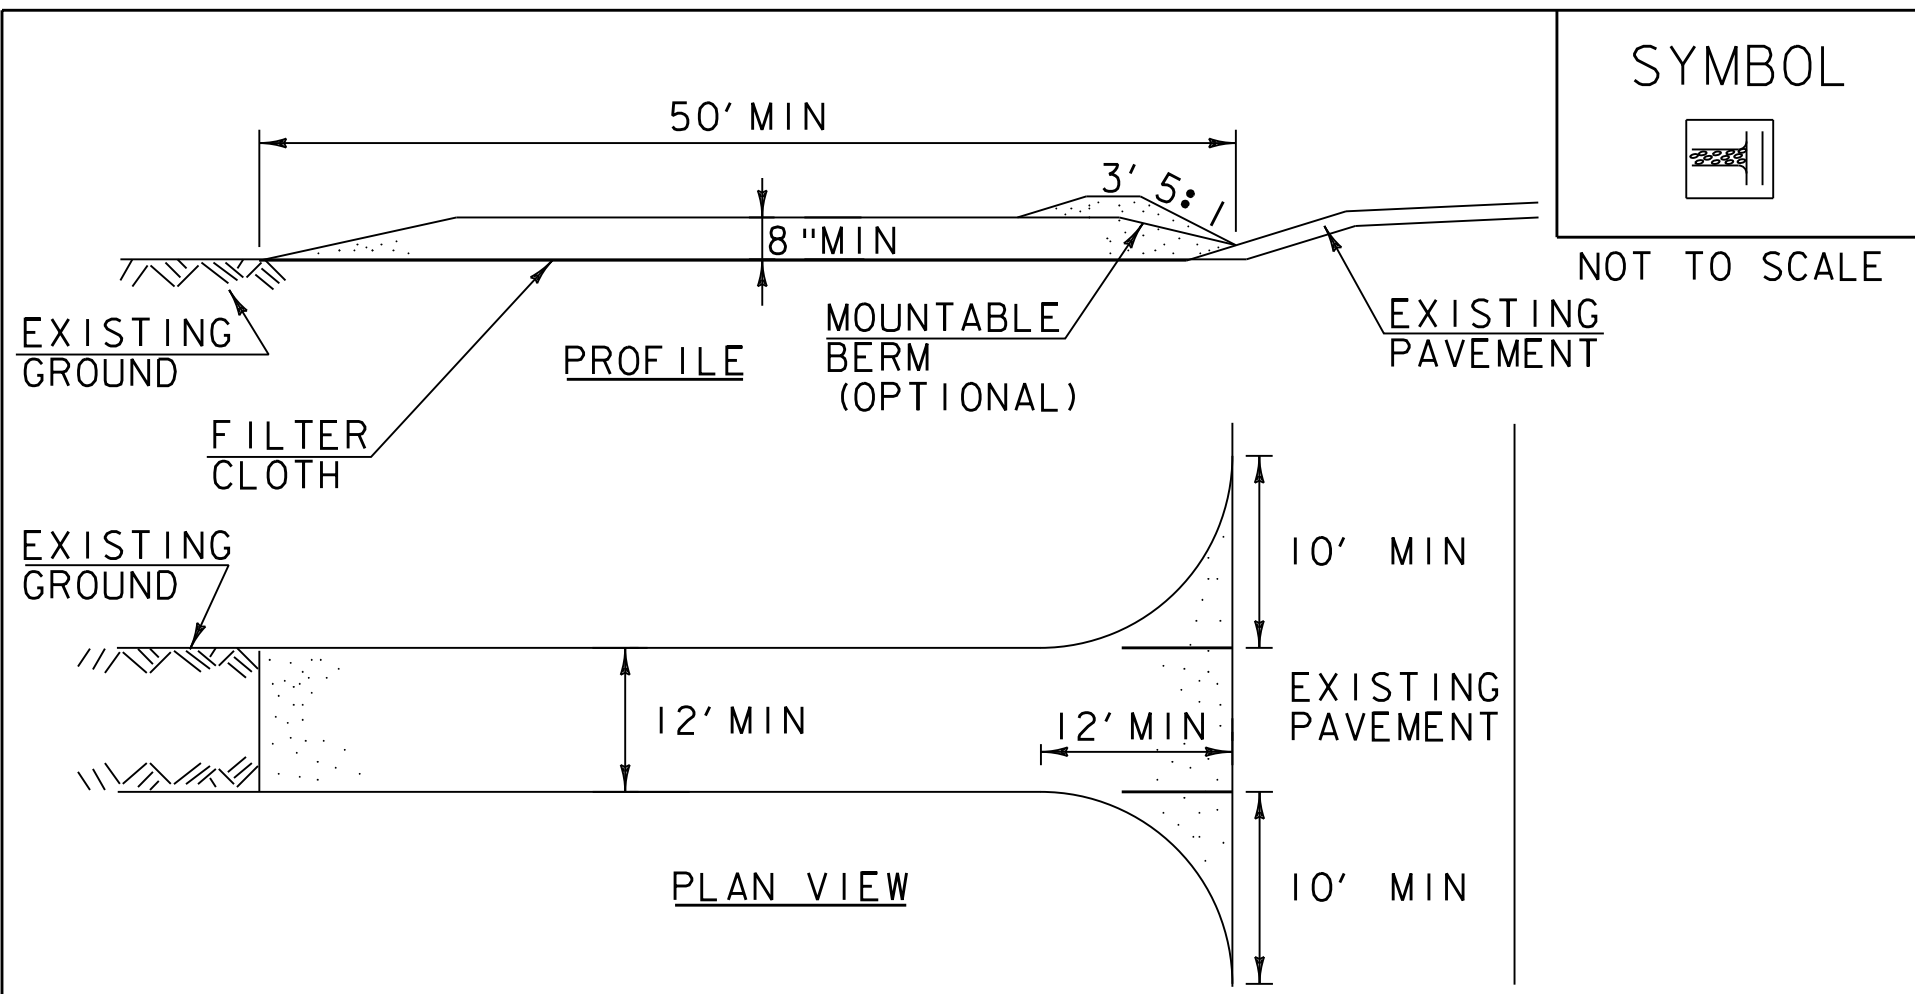 SYMBOL
50' MIN
3' 5:1
8"MIN
NOT TO SCALE
EXISTING
GROUND
PROFILE
MOUNTABLE
BERM
(OPTIONAL)
EXISTING
PAVEMENT
FILTER
CLOTH
EXISTING
GROUND
10' MIN
12' MIN
12' MIN
EXISTING
PAVEMENT
PLAN VIEW
10' MIN